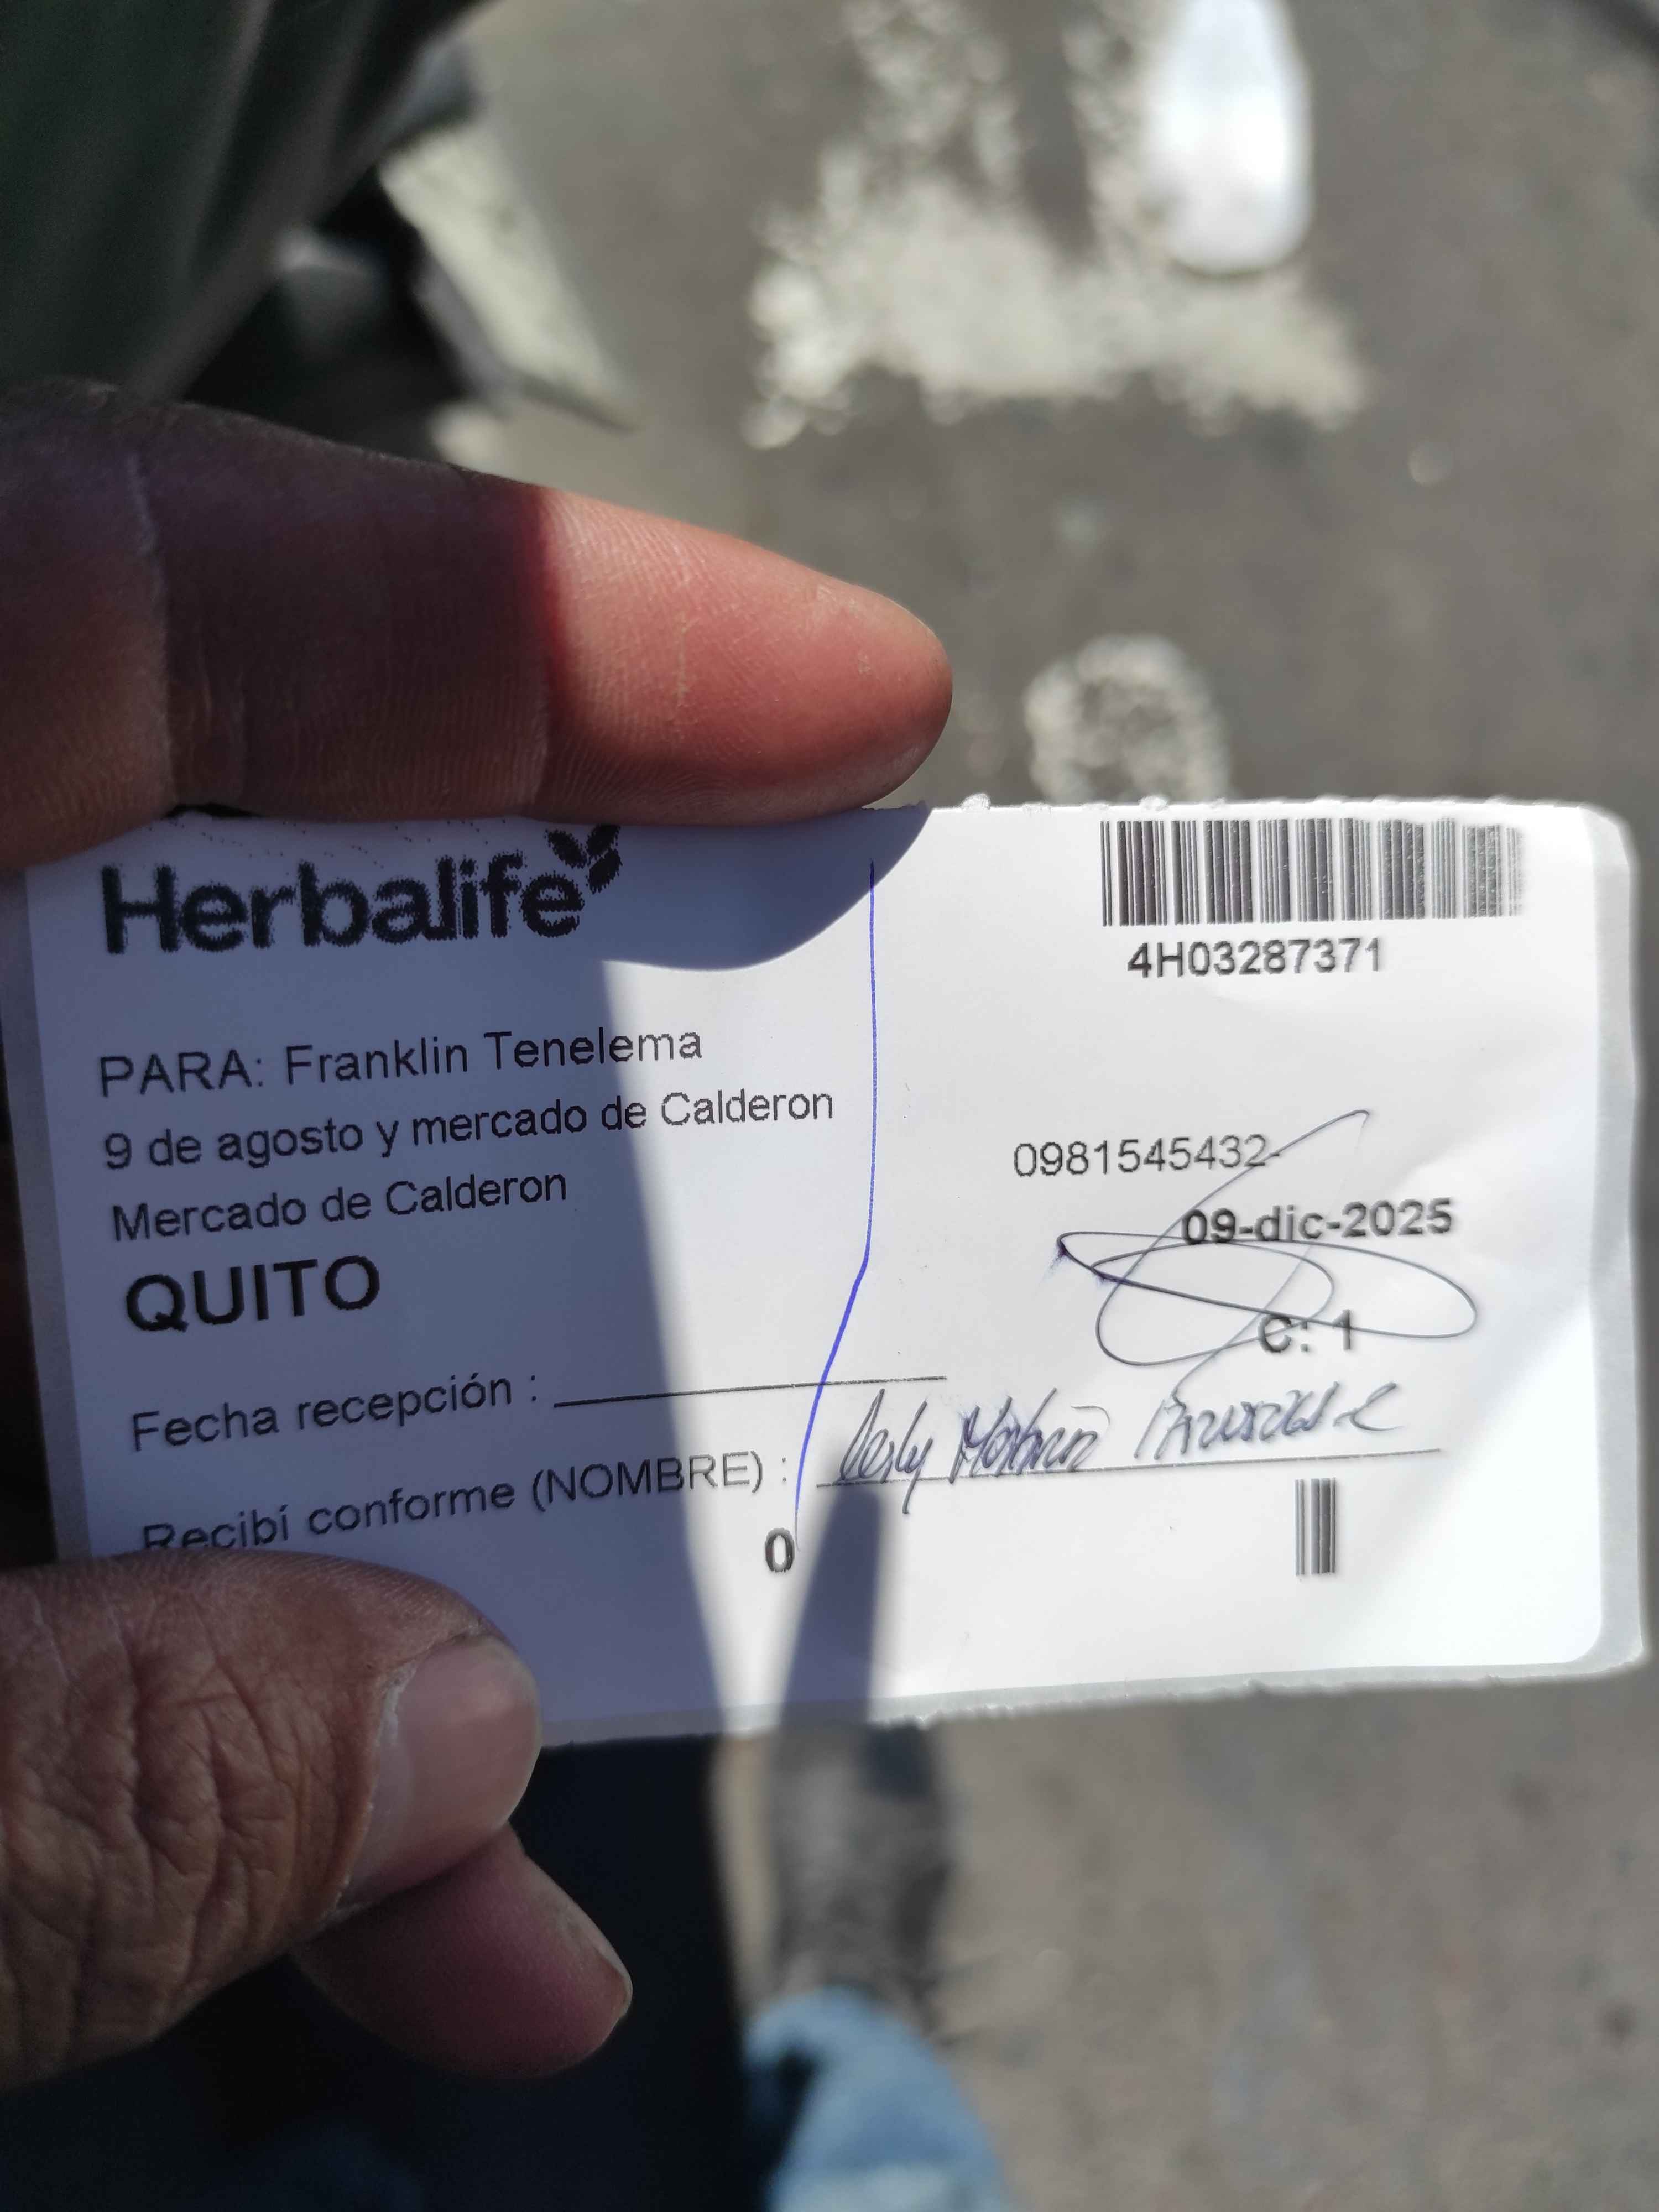 Herbalife
4H03287371
PARA: Franklin Tenelema
9 de agosto y mercado de Calderon
0981545432-
Mercado de Calderon
09-dic-2025
QUITO
C: 1
Fecha recepción :
Recibí conforme (NOMBRE) :
0